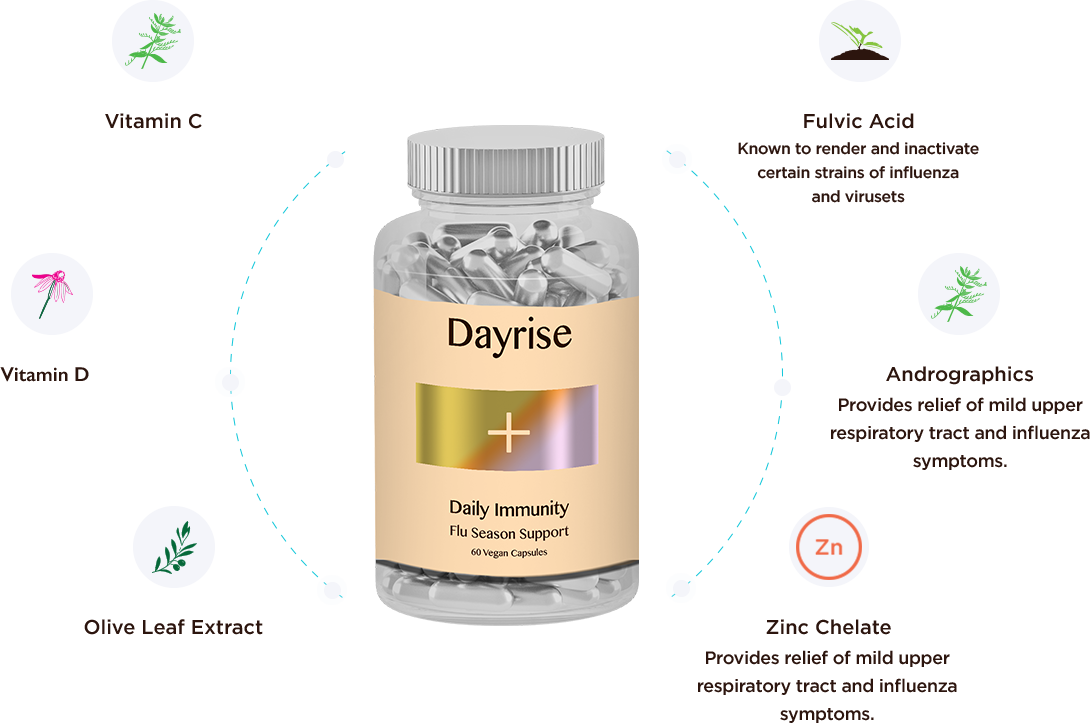 Vitamin C
Vitamin D
Olive Leaf Extract
Dayrise
Daily Immunity
Flu Season Support
60 Vegan Capsules
Fulvic Acid
Known to render and inactivate
certain strains of influenza
and virusets
Andrographics
Provides relief of mild upper
respiratory tract and influenza
symptoms.
Zn
Zinc Chelate
Provides relief of mild upper
respiratory tract and influenza
symptoms.